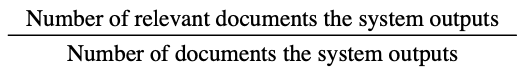 Number of relevant documents the system outputs
Number of documents the system outputs